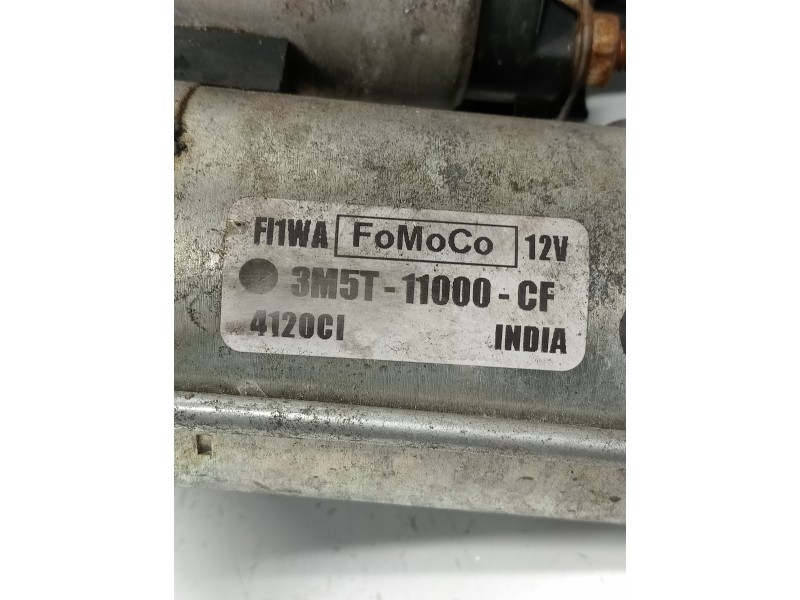 FI1WA FoMoCo 12V
3M5T-11000-CF
4120CI INDIA